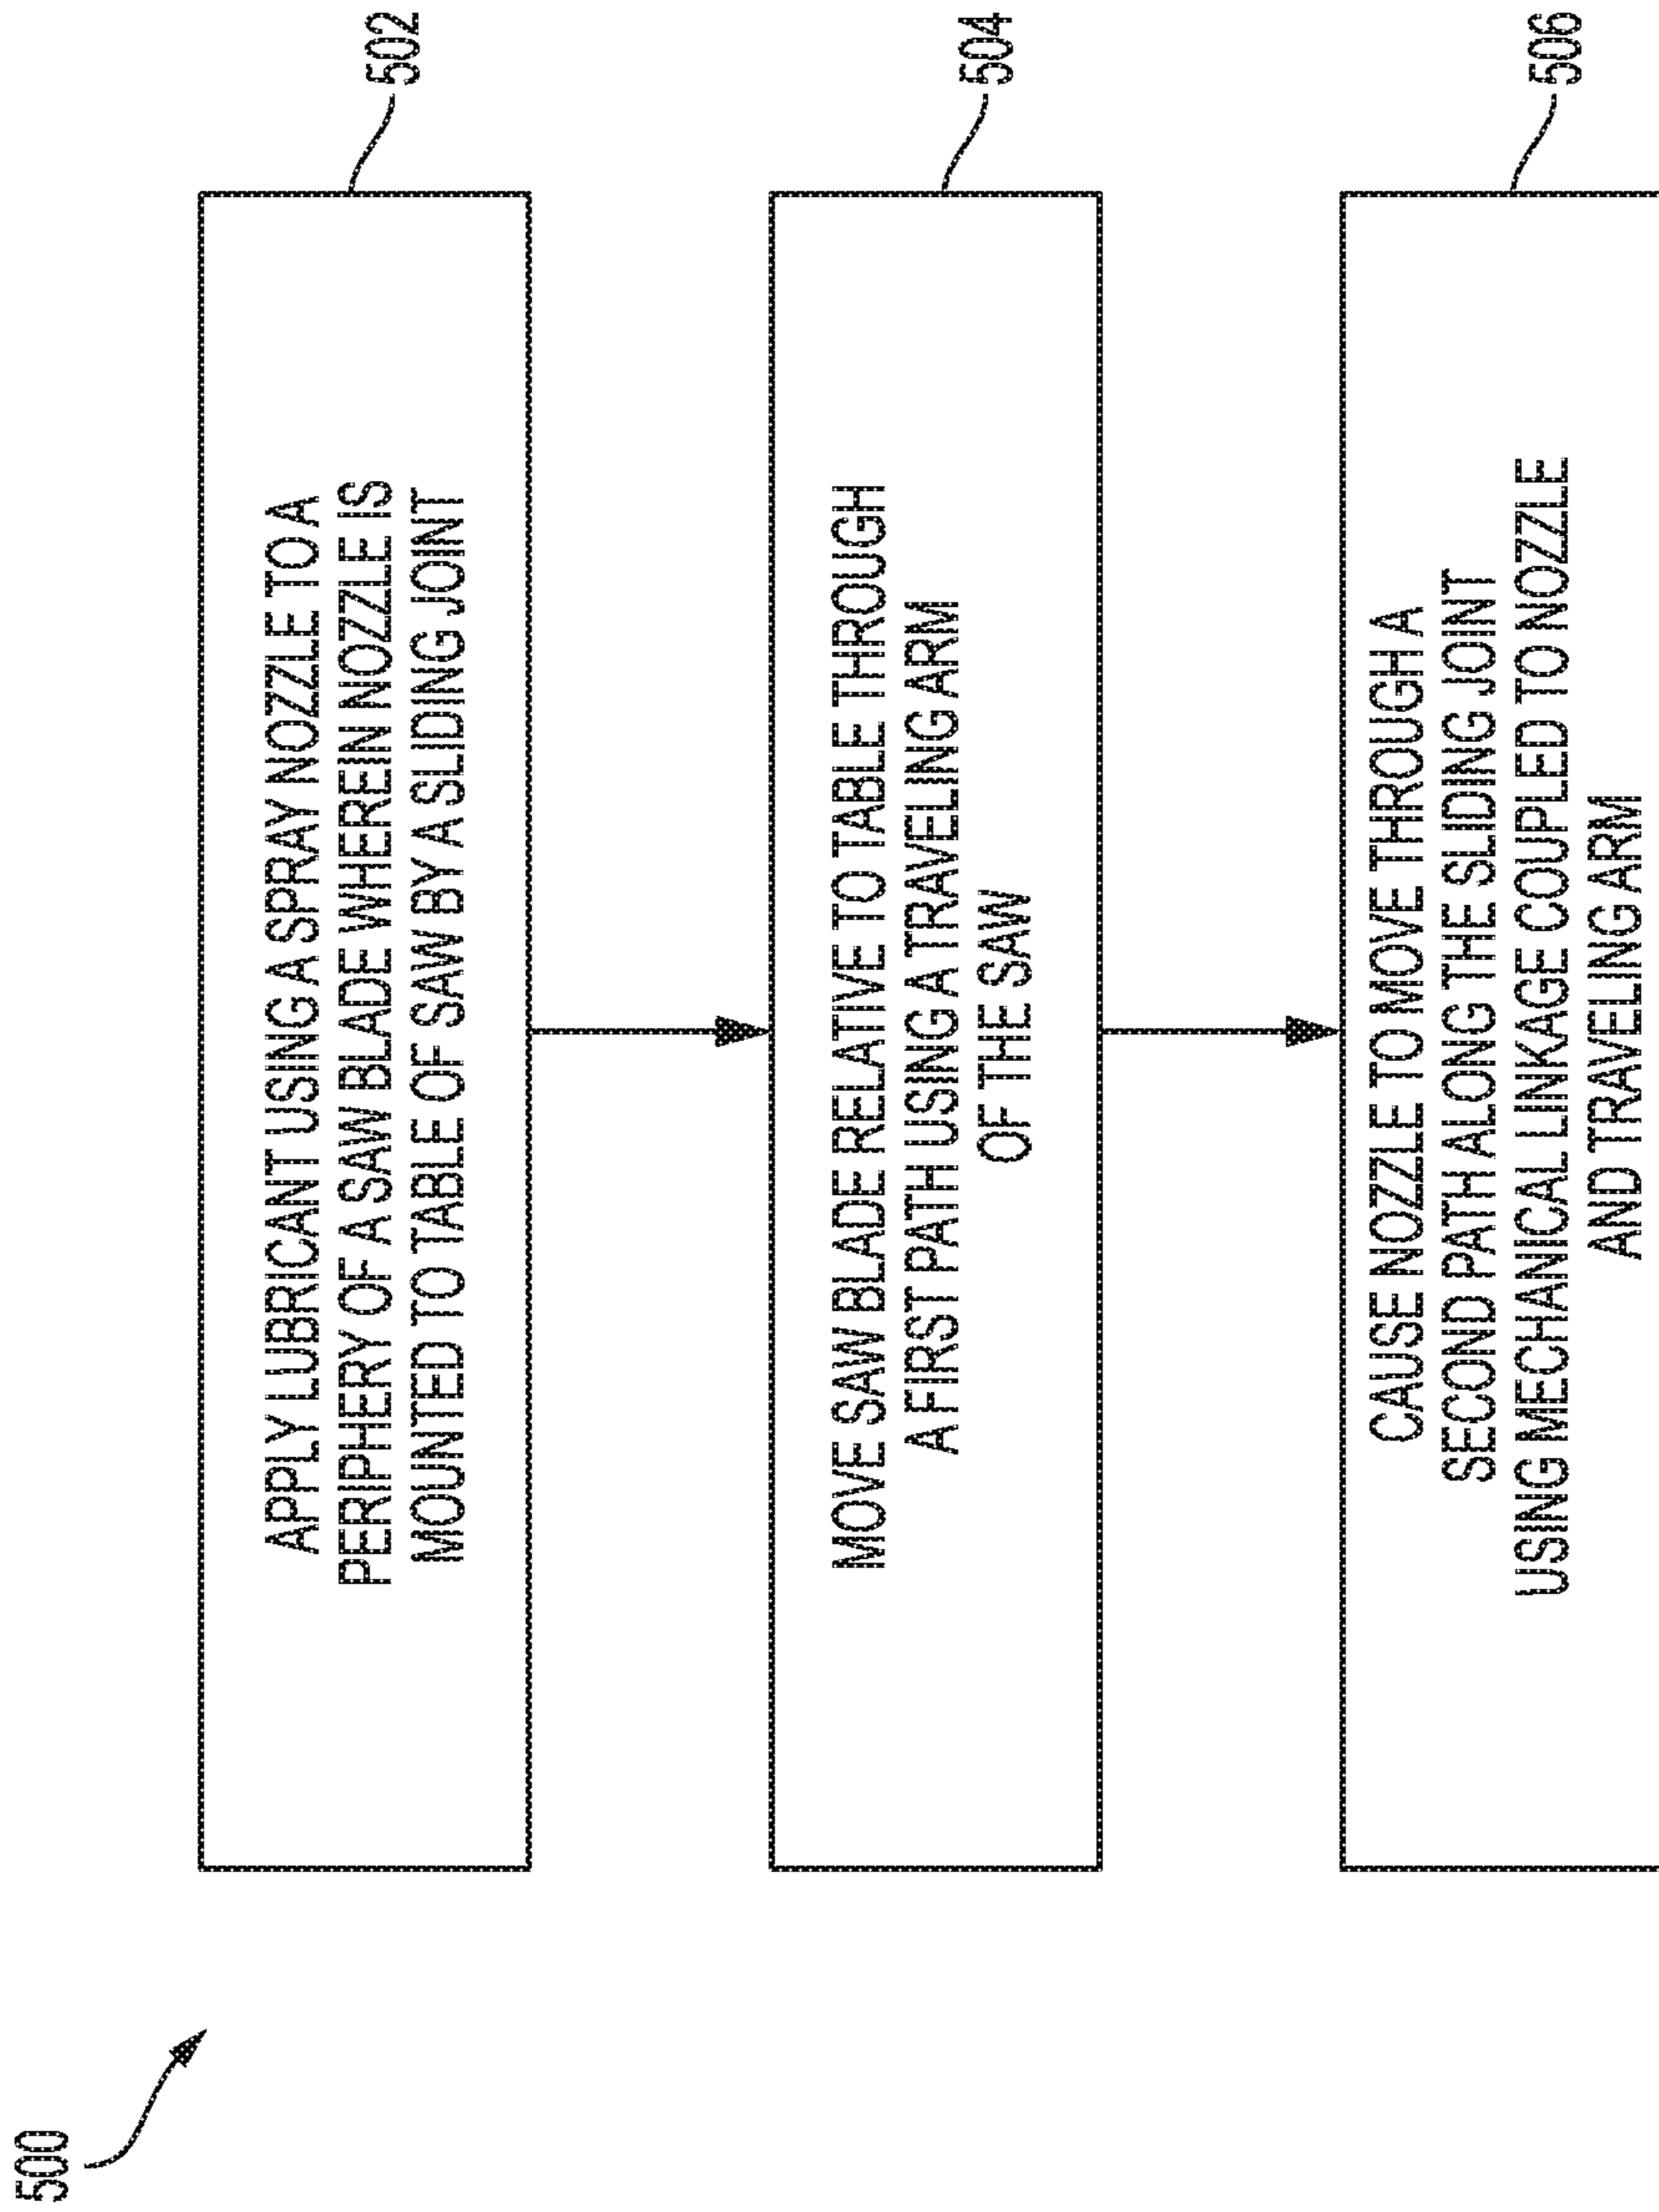 500
APPLY LUBRICANT USING A SPRAY NOZZLE TO A
PERIPHERY OF A SAW BLADE WHEREIN NOZZLE IS
MOUNTED TO TABLE OF SAW BY A SLIDING JOINT
502
MOVE SAW BLADE RELATIVE TO TABLE THROUGH
A FIRST PATH USING A TRAVELING ARM
OF THE SAW
504
CAUSE NOZZLE TO MOVE THROUGH A
SECOND PATH ALONG THE SLIDING JOINT
USING MECHANICAL LINKAGE COUPLED TO NOZZLE
AND TRAVELING ARM
506